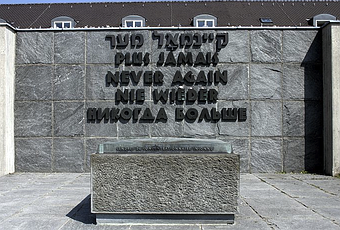 קיינמאל מער
PLUS JAMAIS
NEVER AGAIN
NIE WIEDER
НИКОГДА БОЛЬШЕ